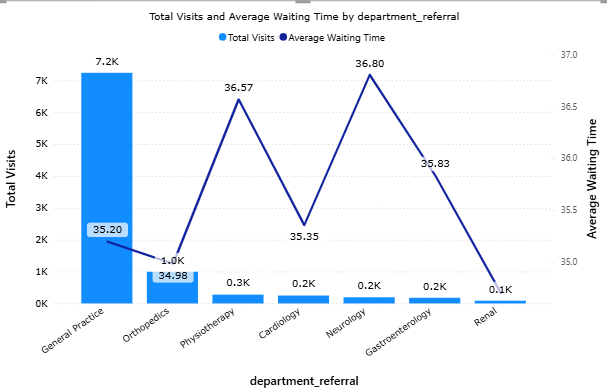 Total Visits and Average Waiting Time by department_referral
Total Visits Average Waiting Time
7.2K
36.57
36.80
35.83
35.20
1.0K
34.98
35.35
0.3K
0.2K
0.2K
0.2K
0.1K
7K
6K
5K
4K
3K
2K
1K
0K
Total Visits
37.0
36.5
36.0
35.5
35.0
Average Waiting Time
General Practice
Orthopedics
Physiotherapy
Cardiology
Neurology
Gastroenterology
Renal
department_referral